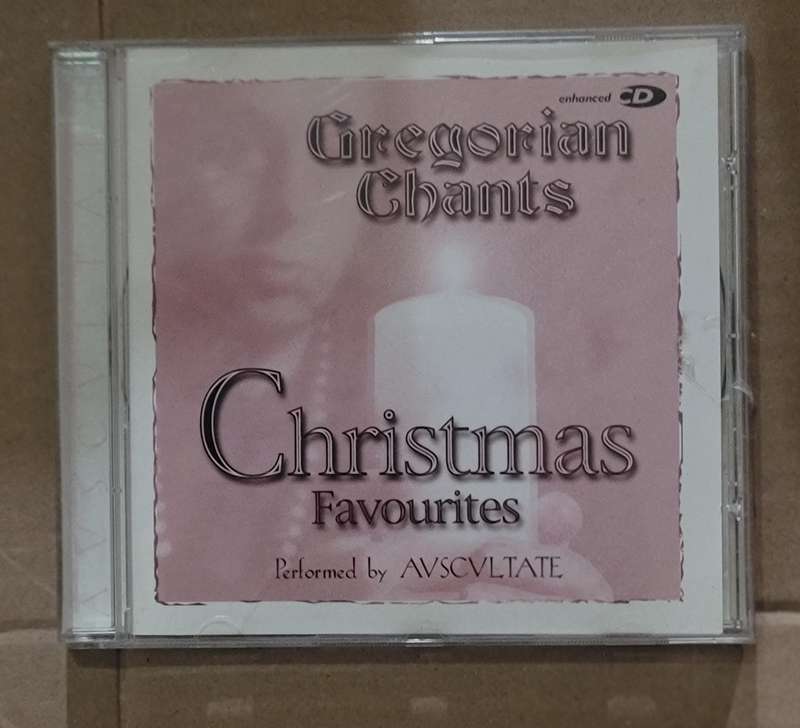 enhanced CD
Gregorian
Chants
Christmas
Favourites
Performed by AVSCVLTATE